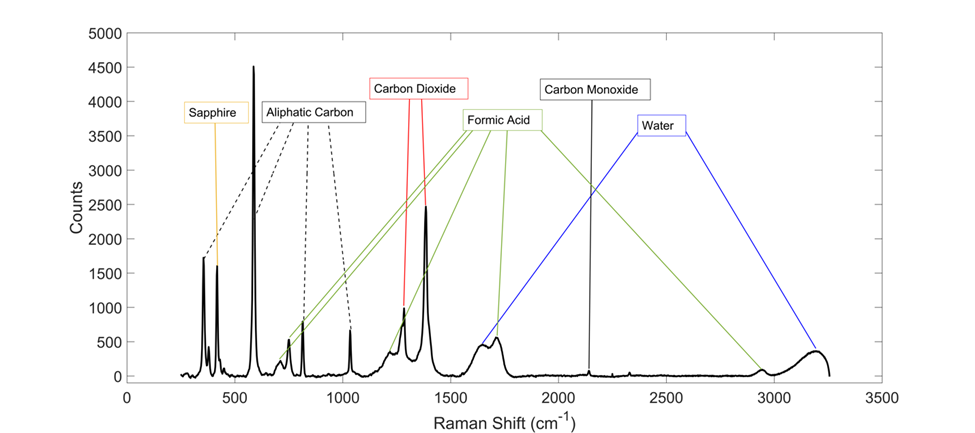 5000
4500
4000
3500
3000
2500
2000
1500
1000
500
0
Counts
Carbon Dioxide
Carbon Monoxide
Sapphire
Aliphatic Carbon
Formic Acid
Water
0 500 1000 1500 2000 2500 3000 3500
Raman Shift (cm⁻¹)